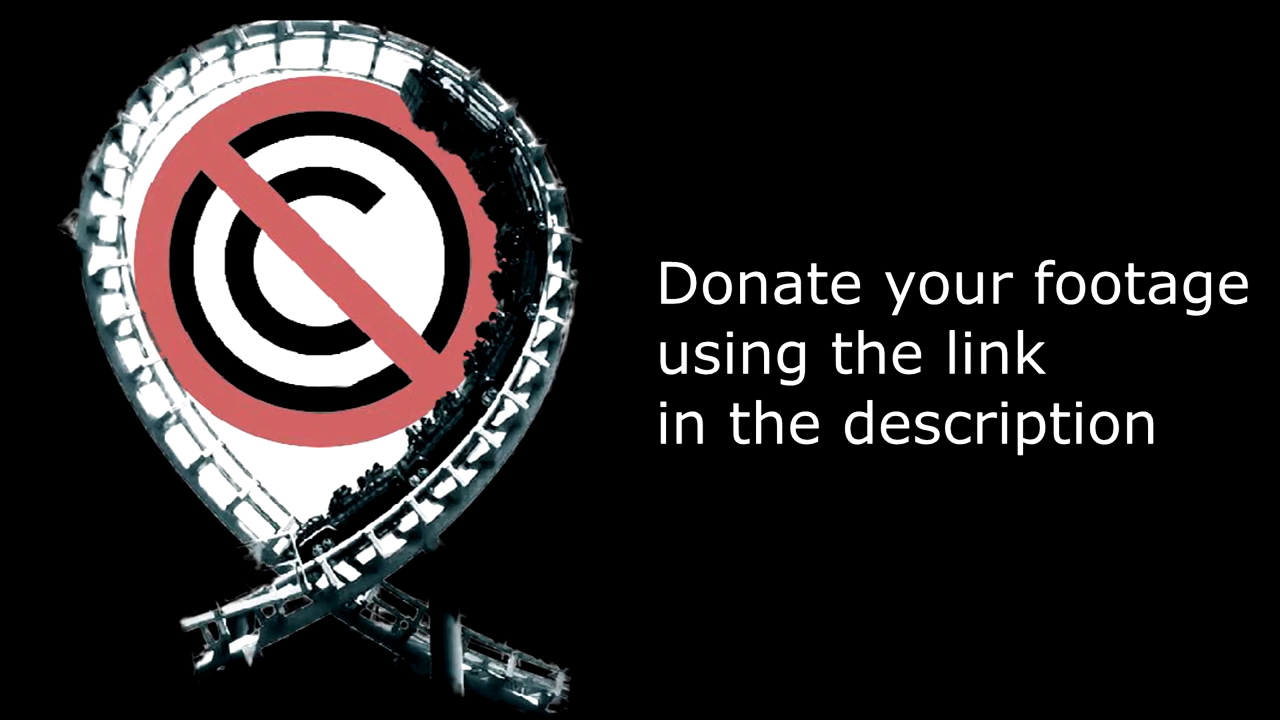 Donate your footage
using the link
in the description